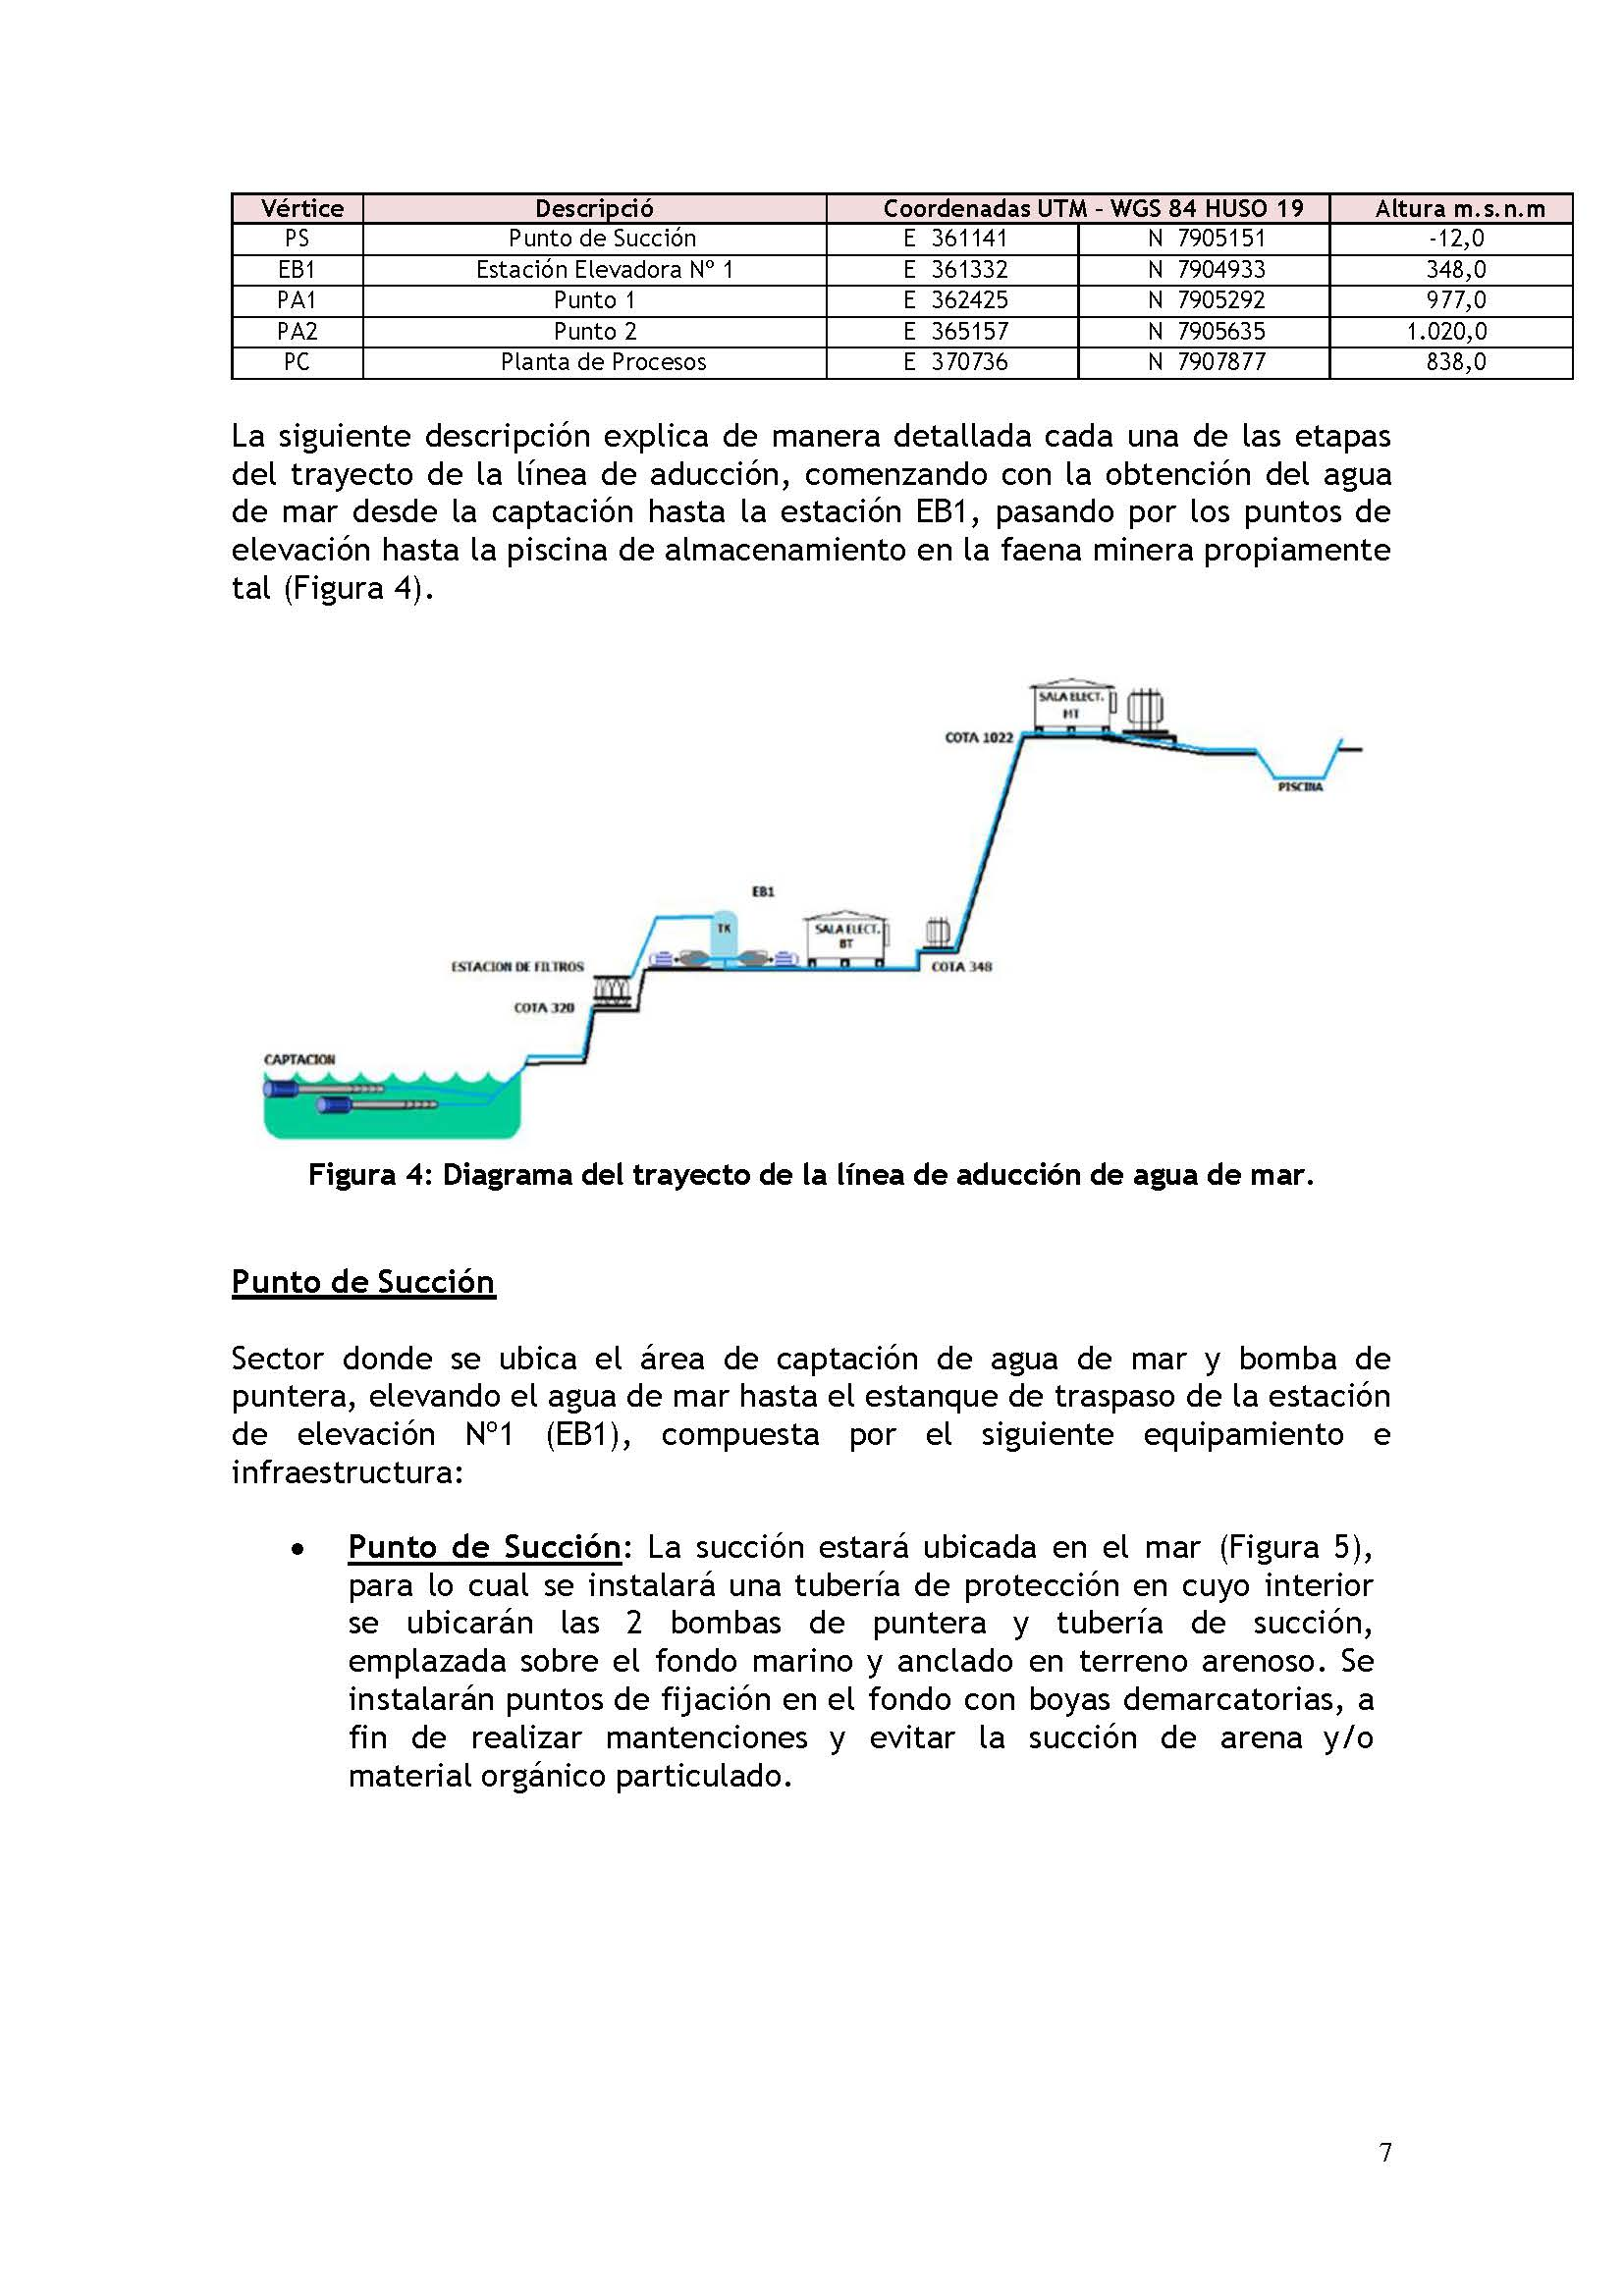 Vértice Descripció Coordenadas UTM – WGS 84 HUSO 19 Altura m.s.n.m
PS Punto de Succión E 361141 N 7905151 -12,0
EB1 Estación Elevadora Nº 1 E 361332 N 7904933 348,0
PA1 Punto 1 E 362425 N 7905292 977,0
PA2 Punto 2 E 365157 N 7905635 1.020,0
PC Planta de Procesos E 370736 N 7907877 838,0
La siguiente descripción explica de manera detallada cada una de las etapas
del trayecto de la línea de aducción, comenzando con la obtención del agua
de mar desde la captación hasta la estación EB1, pasando por los puntos de
elevación hasta la piscina de almacenamiento en la faena minera propiamente
tal (Figura 4).
SALA ELECT.
MT
COTA 1022
PISCINA
EB1
TK
SALA ELECT.
BT
ESTACION DE FILTROS
COTA 348
COTA 320
CAPTACION
Figura 4: Diagrama del trayecto de la línea de aducción de agua de mar.
Punto de Succión
Sector donde se ubica el área de captación de agua de mar y bomba de
puntera, elevando el agua de mar hasta el estanque de traspaso de la estación
de elevación Nº1 (EB1), compuesta por el siguiente equipamiento e
infraestructura:
• Punto de Succión: La succión estará ubicada en el mar (Figura 5),
para lo cual se instalará una tubería de protección en cuyo interior
se ubicarán las 2 bombas de puntera y tubería de succión,
emplazada sobre el fondo marino y anclado en terreno arenoso. Se
instalarán puntos de fijación en el fondo con boyas demarcatorias, a
fin de realizar mantenciones y evitar la succión de arena y/o
material orgánico particulado.
7